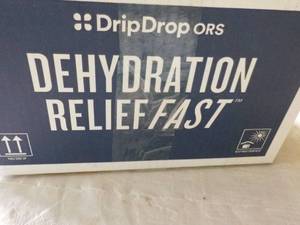 DripDrop ORS
DEHYDRATION
RELIEF FAST™